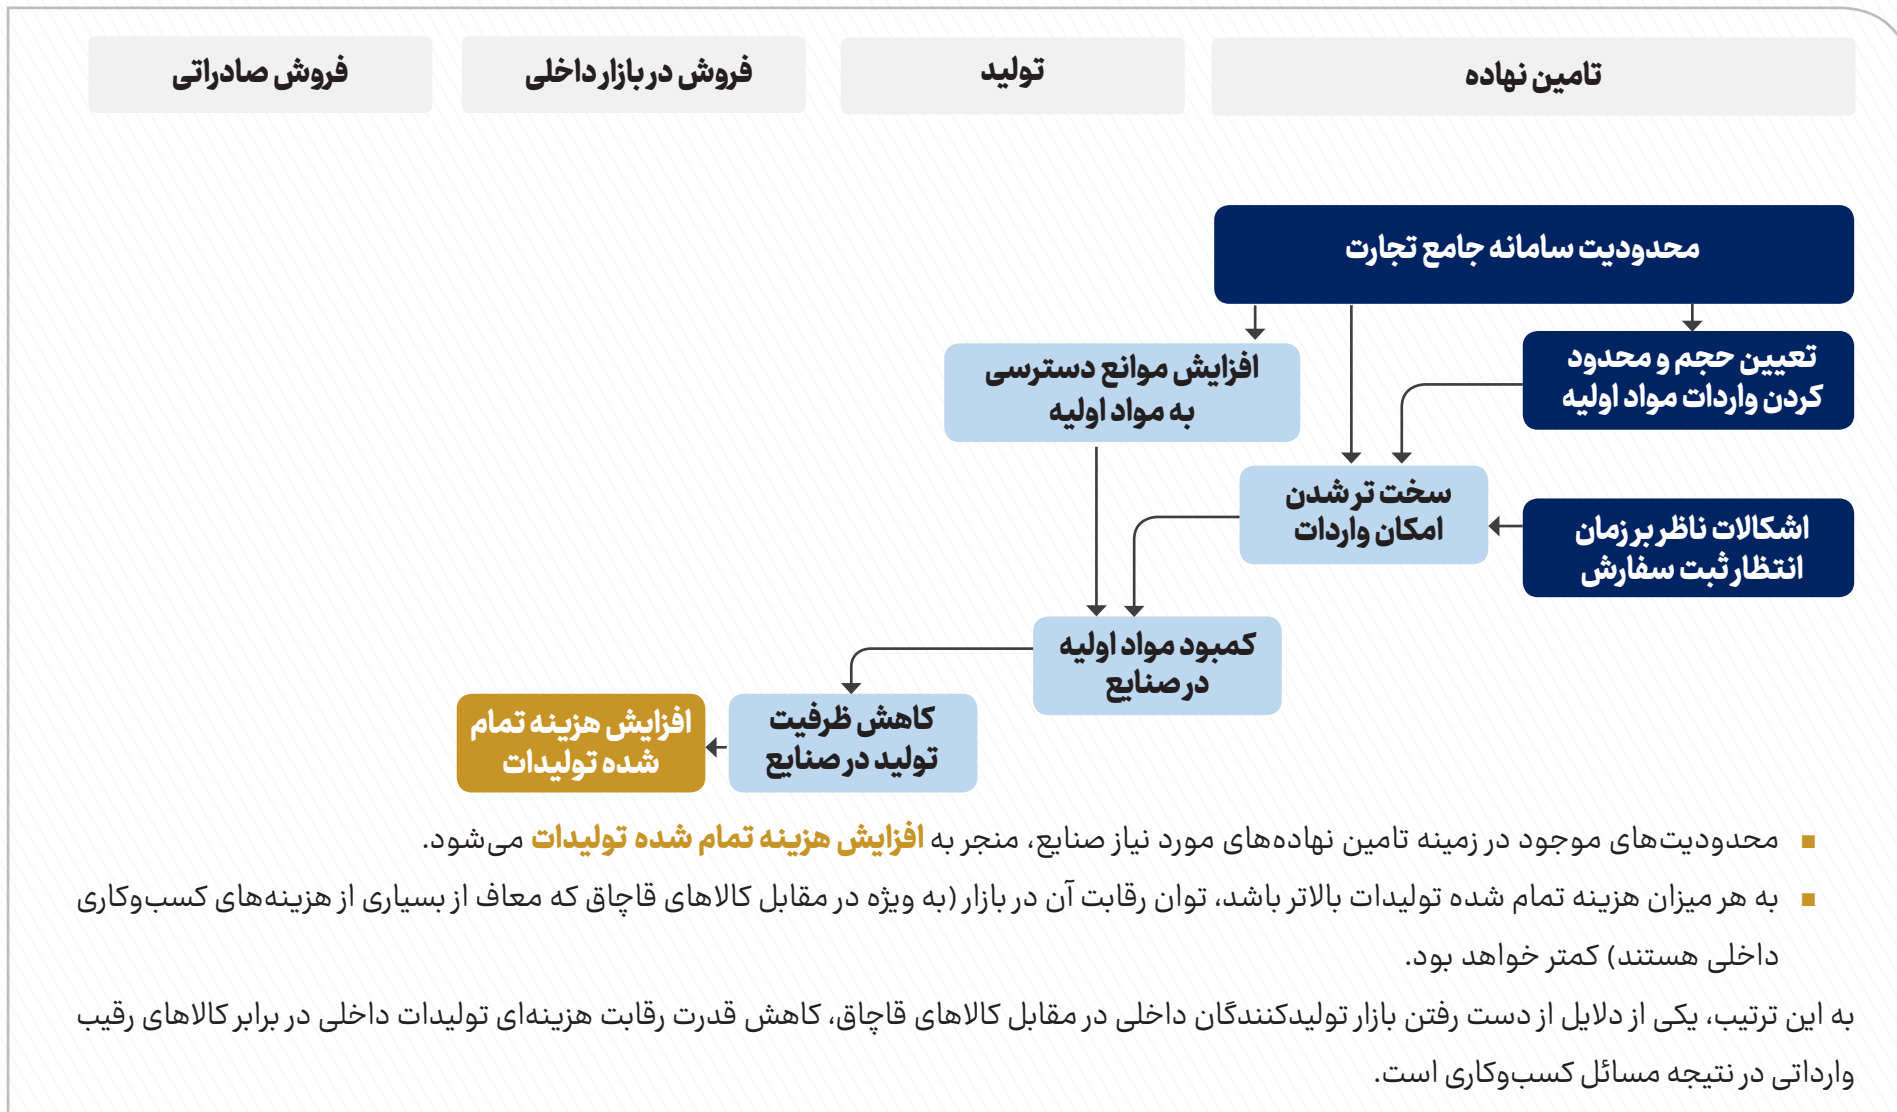 تامین نهاده
تولید
فروش در بازار داخلی
فروش صادراتی
محدودیت سامانه جامع تجارت
تعیین حجم و محدود
کردن واردات مواد اولیه
افزایش موانع دسترسی
به مواد اولیه
سخت تر شدن
امکان واردات
اشکالات ناظر بر زمان
انتظار ثبت سفارش
کمبود مواد اولیه
در صنایع
کاهش ظرفیت
تولید در صنایع
افزایش هزینه تمام
شده تولیدات
■ محدودیت‌های موجود در زمینه تامین نهاده‌های مورد نیاز صنایع، منجر به افزایش هزینه تمام شده تولیدات می‌شود.
■ به هر میزان هزینه تمام شده تولیدات بالاتر باشد، توان رقابت آن در بازار (به ویژه در مقابل کالاهای قاچاق که معاف از بسیاری از هزینه‌های کسب‌وکاری
داخلی هستند) کمتر خواهد بود.
به این ترتیب، یکی از دلایل از دست رفتن بازار تولیدکنندگان داخلی در مقابل کالاهای قاچاق، کاهش قدرت رقابت هزینه‌ای تولیدات داخلی در برابر کالاهای رقیب
وارداتی در نتیجه مسائل کسب‌وکاری است.